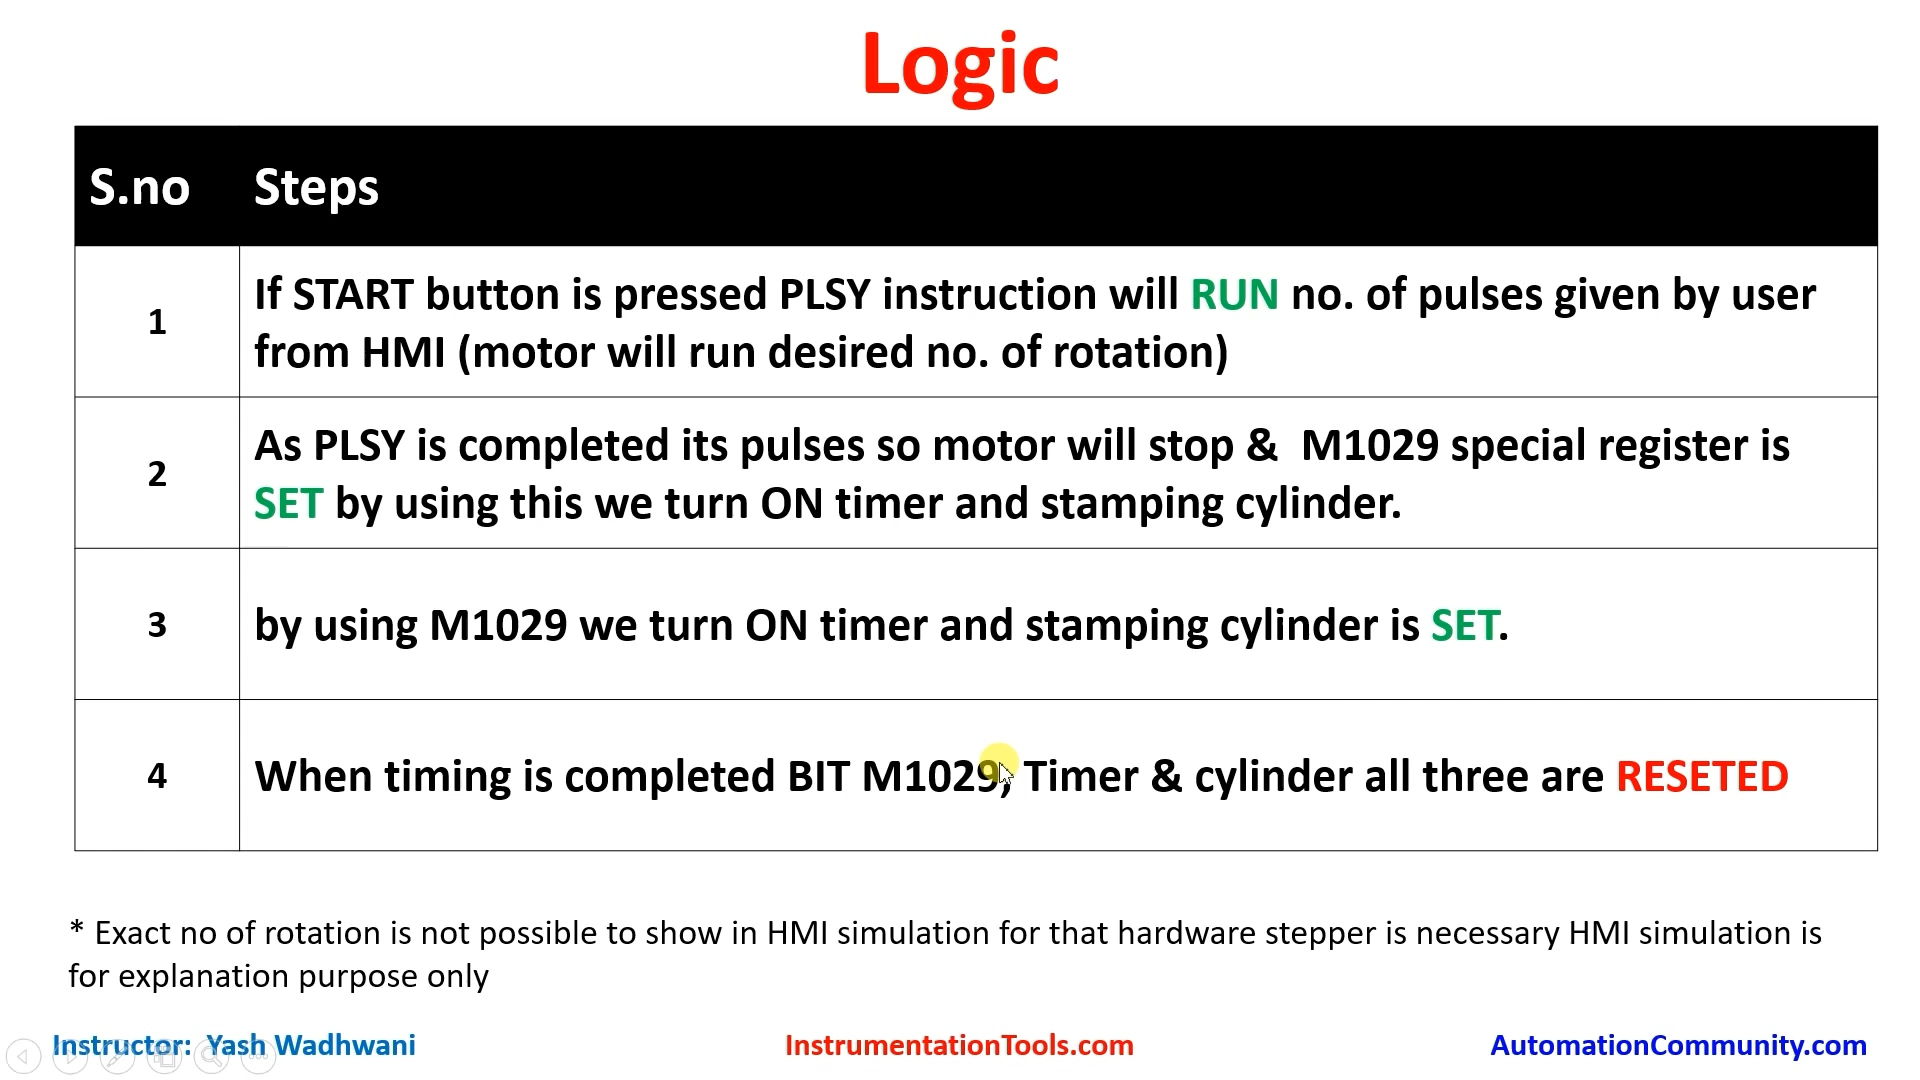 Logic
S.no Steps
1
If START button is pressed PLSY instruction will RUN no. of pulses given by user
from HMI (motor will run desired no. of rotation)
2
As PLSY is completed its pulses so motor will stop &  M1029 special register is
SET by using this we turn ON timer and stamping cylinder.
3
by using M1029 we turn ON timer and stamping cylinder is SET.
4
When timing is completed BIT M1029, Timer & cylinder all three are RESETED
* Exact no of rotation is not possible to show in HMI simulation for that hardware stepper is necessary HMI simulation is
for explanation purpose only
Instructor:  Yash Wadhwani
InstrumentationTools.com
AutomationCommunity.com